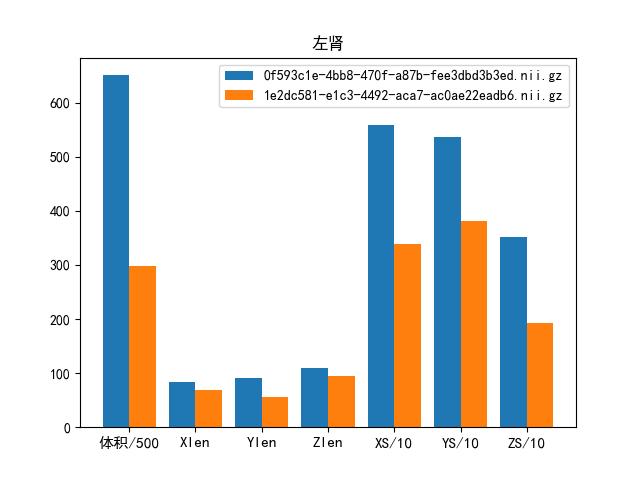 左肾
0f593c1e-4bb8-470f-a87b-fee3dbd3b3ed.nii.gz
1e2dc581-e1c3-4492-aca7-ac0ae22eadb6.nii.gz
600
500
400
300
200
100
0
体积/500 Xlen Ylen Zlen XS/10 YS/10 ZS/10